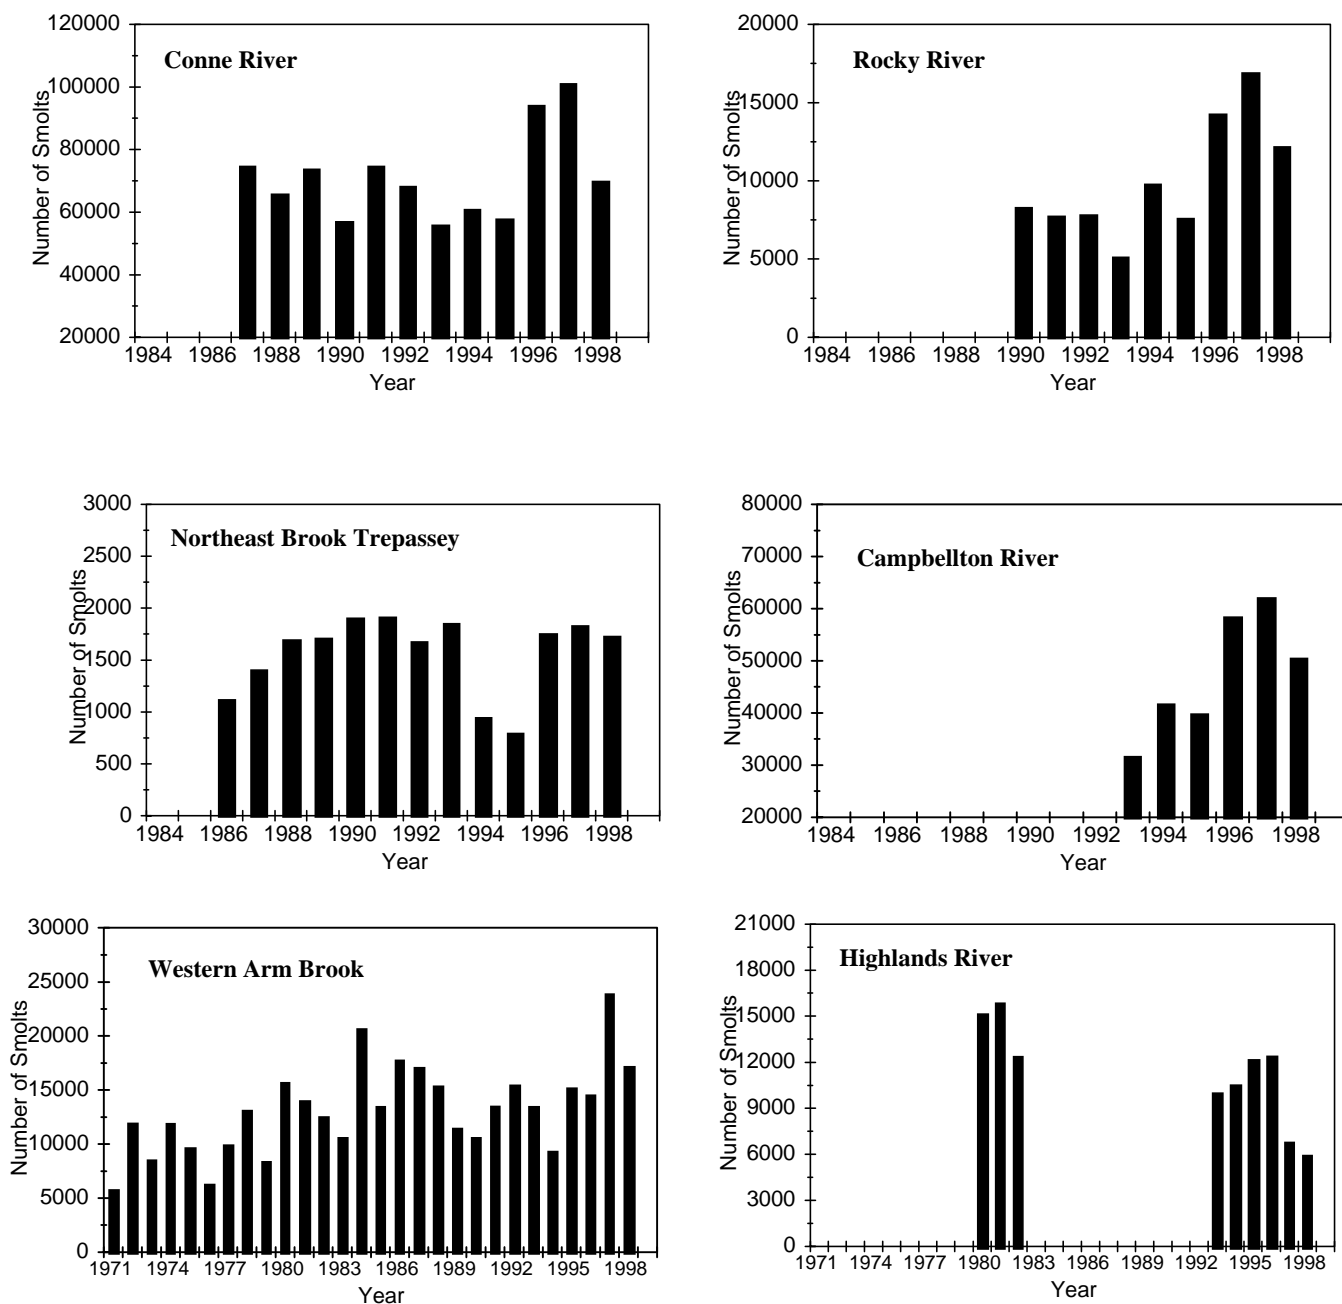 Conne River
Number of Smolts
120000
100000
80000
60000
40000
20000
1984 1986 1988 1990 1992 1994 1996 1998
Year
Rocky River
Number of Smolts
20000
15000
10000
5000
0
1984 1986 1988 1990 1992 1994 1996 1998
Year
Northeast Brook Trepassey
Number of Smolts
3000
2500
2000
1500
1000
500
0
1984 1986 1988 1990 1992 1994 1996 1998
Year
Campbellton River
Number of Smolts
80000
70000
60000
50000
40000
30000
20000
1984 1986 1988 1990 1992 1994 1996 1998
Year
Western Arm Brook
Number of Smolts
30000
25000
20000
15000
10000
5000
0
1971 1974 1977 1980 1983 1986 1989 1992 1995 1998
Year
Highlands River
Number of Smolts
21000
18000
15000
12000
9000
6000
3000
0
1971 1974 1977 1980 1983 1986 1989 1992 1995 1998
Year